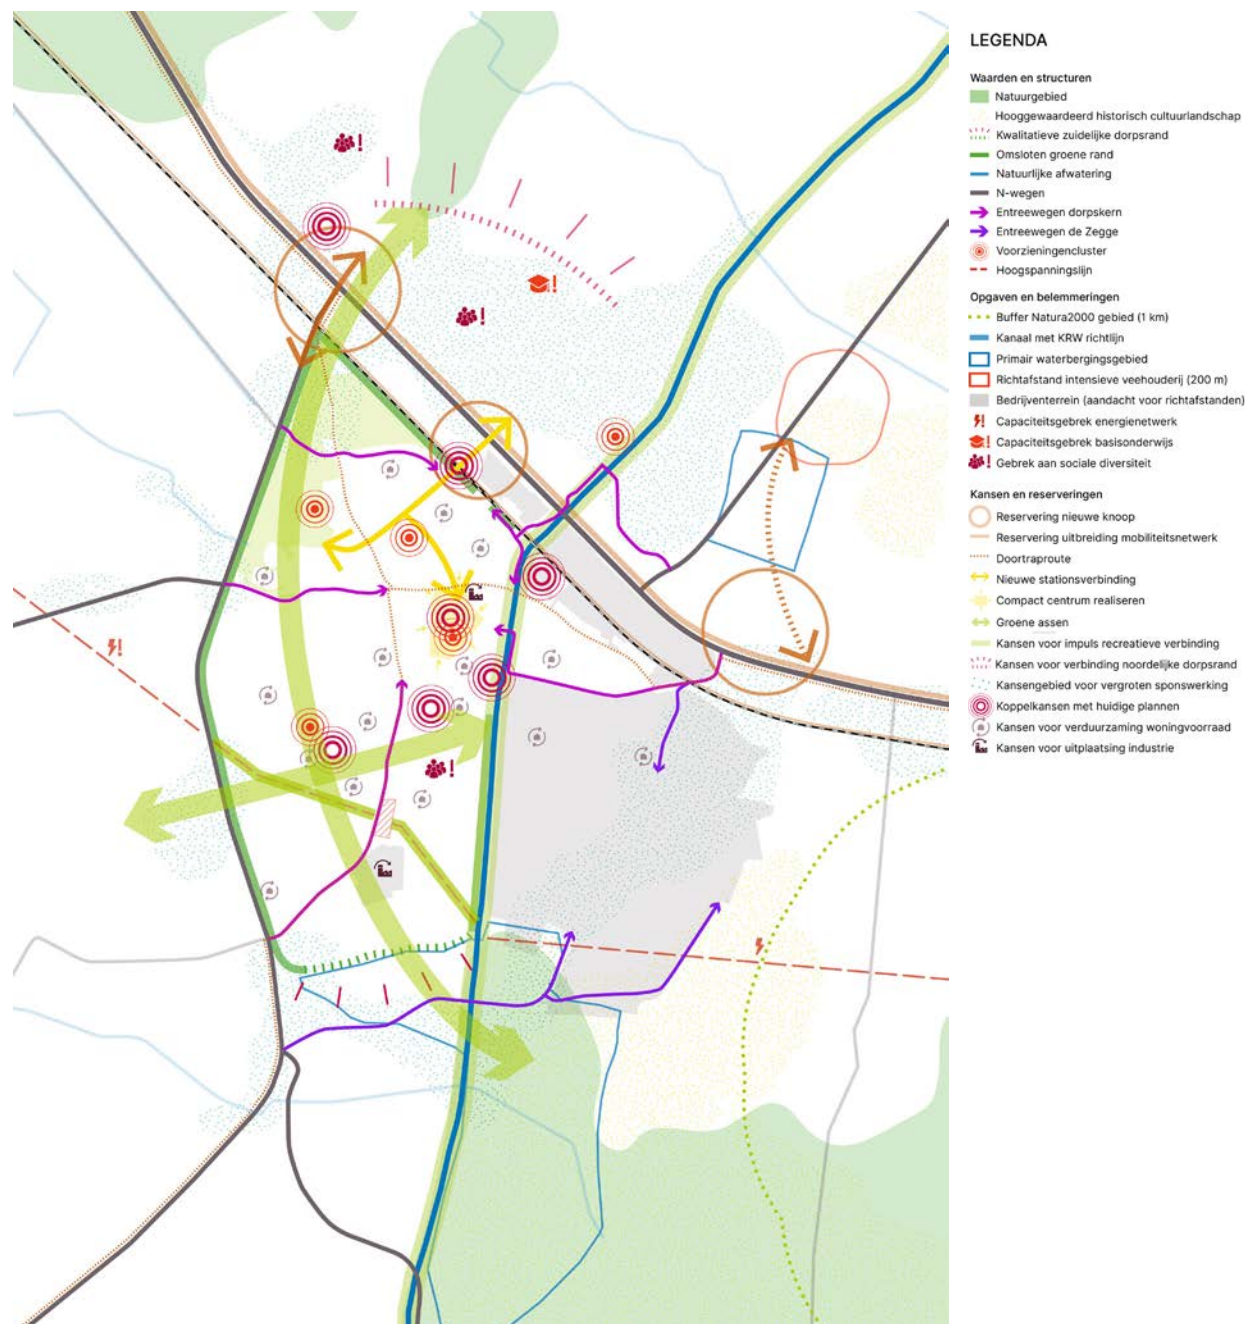 LEGENDA
Waarden en structuren
Natuurgebied
Hooggewaardeerd historisch cultuurlandschap
Kwalitatieve zuidelijke dorpsrand
Omsloten groene rand
Natuurlijke afwatering
N-wegen
Entreewegen dorpskern
Entreewegen de Zegge
Voorzieningencluster
Hoogspanningslijn
Opgaven en belemmeringen
Buffer Natura2000 gebied (1 km)
Kanaal met KRW richtlijn
Primair waterbergingsgebied
Richtafstand intensieve veehouderij (200 m)
Bedrijventerrein (aandacht voor richtafstanden)
Capaciteitsgebrek energienetwerk
Capaciteitsgebrek basisonderwijs
Gebrek aan sociale diversiteit
Kansen en reserveringen
Reservering nieuwe knoop
Reservering uitbreiding mobiliteitsnetwerk
Doortraproute
Nieuwe stationsverbinding
Compact centrum realiseren
Groene assen
Kansen voor impuls recreatieve verbinding
Kansen voor verbinding noordelijke dorpsrand
Kansengebied voor vergroten sponswerking
Koppelkansen met huidige plannen
Kansen voor verduurzaming woningvoorraad
Kansen voor uitplaatsing industrie